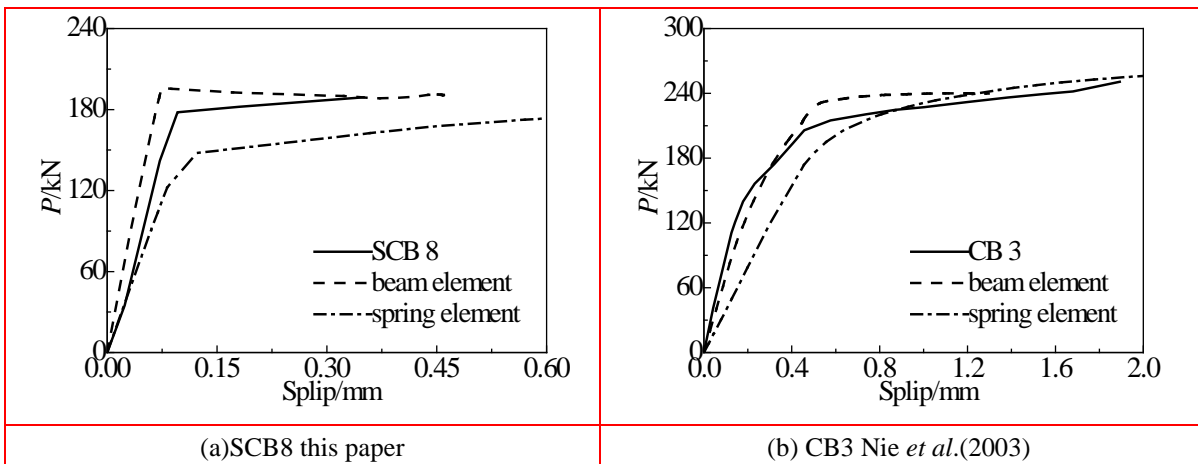 240
180
120
60
0
P/kN
SCB 8
beam element
spring element
0.00 0.15 0.30 0.45 0.60
Splip/mm
(a)SCB8 this paper
300
240
180
120
60
0
P/kN
CB 3
beam element
spring element
0.0 0.4 0.8 1.2 1.6 2.0
Splip/mm
(b) CB3 Nie et al.(2003)